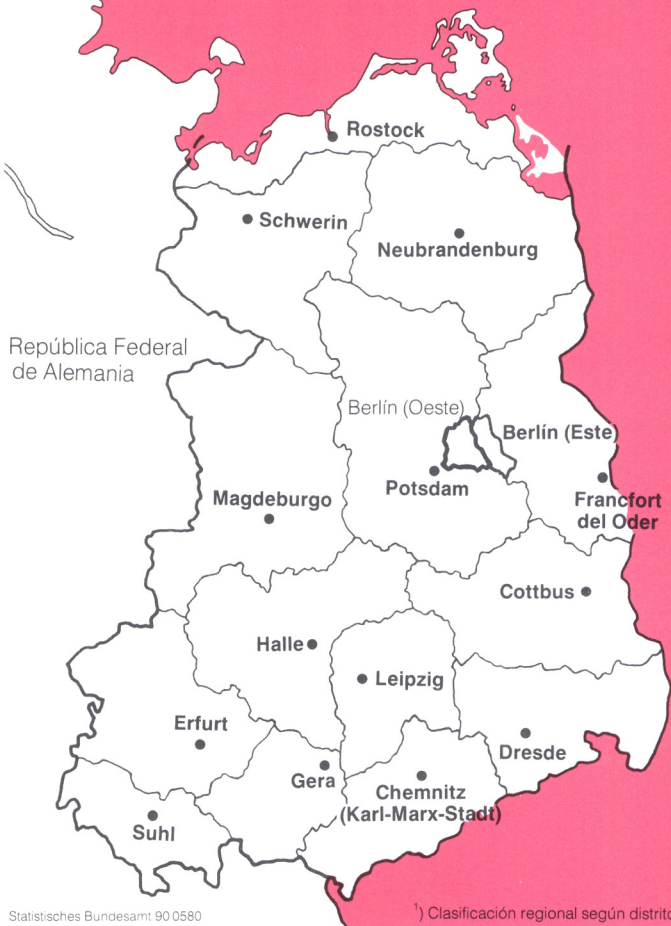 Rostock
Schwerin
Neubrandenburg
República Federal
de Alemania
Berlín (Oeste)
Berlín (Este)
Potsdam
Magdeburgo
Francfort
del Oder
Cottbus
Halle
Leipzig
Erfurt
Dresde
Gera
Chemnitz
(Karl-Marx-Stadt)
Suhl
Statistisches Bundesamt 90 0580
¹) Clasificación regional según distrito